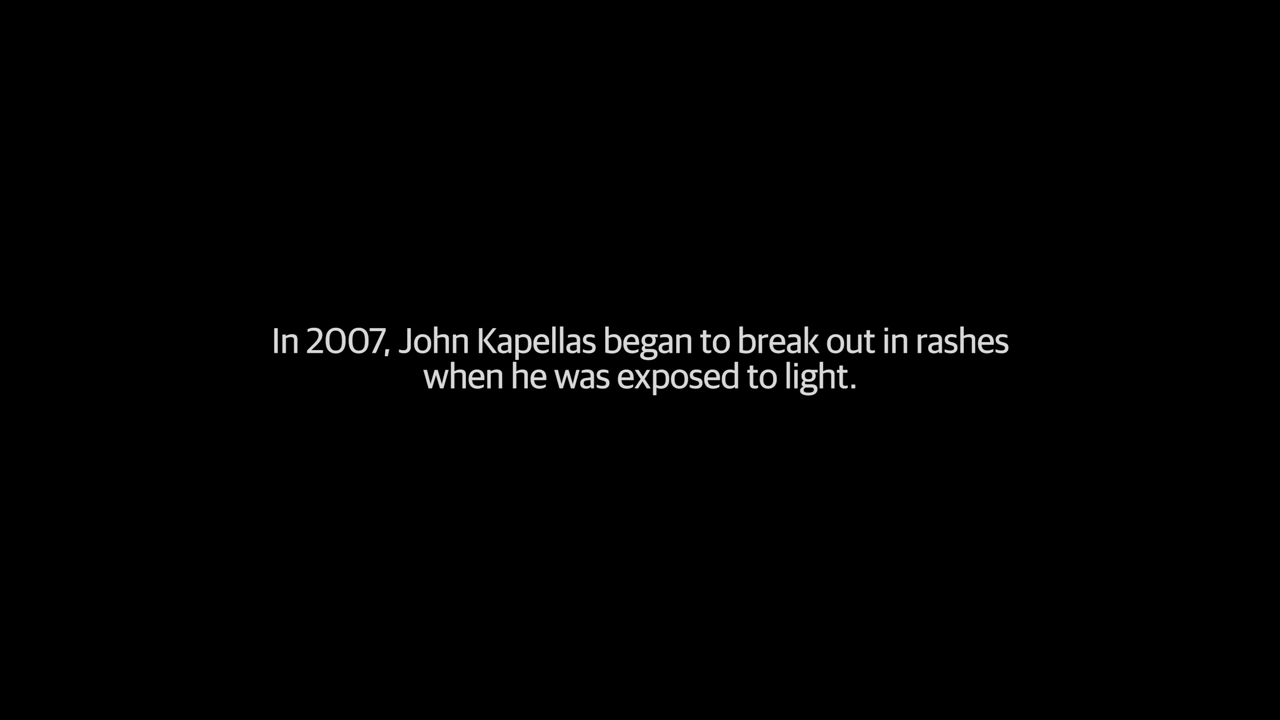 In 2007, John Kapellas began to break out in rashes
when he was exposed to light.